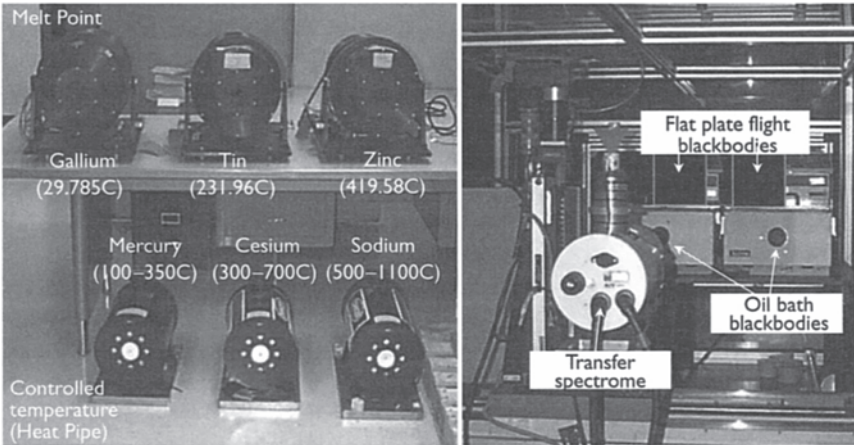 Melt Point
Gallium
(29.785C)
Tin
(231.96C)
Zinc
(419.58C)
Mercury
(100–350C)
Cesium
(300–700C)
Sodium
(500–1100C)
Controlled
temperature
(Heat Pipe)
Flat plate flight
blackbodies
Oil bath
blackbodies
Transfer
spectrome